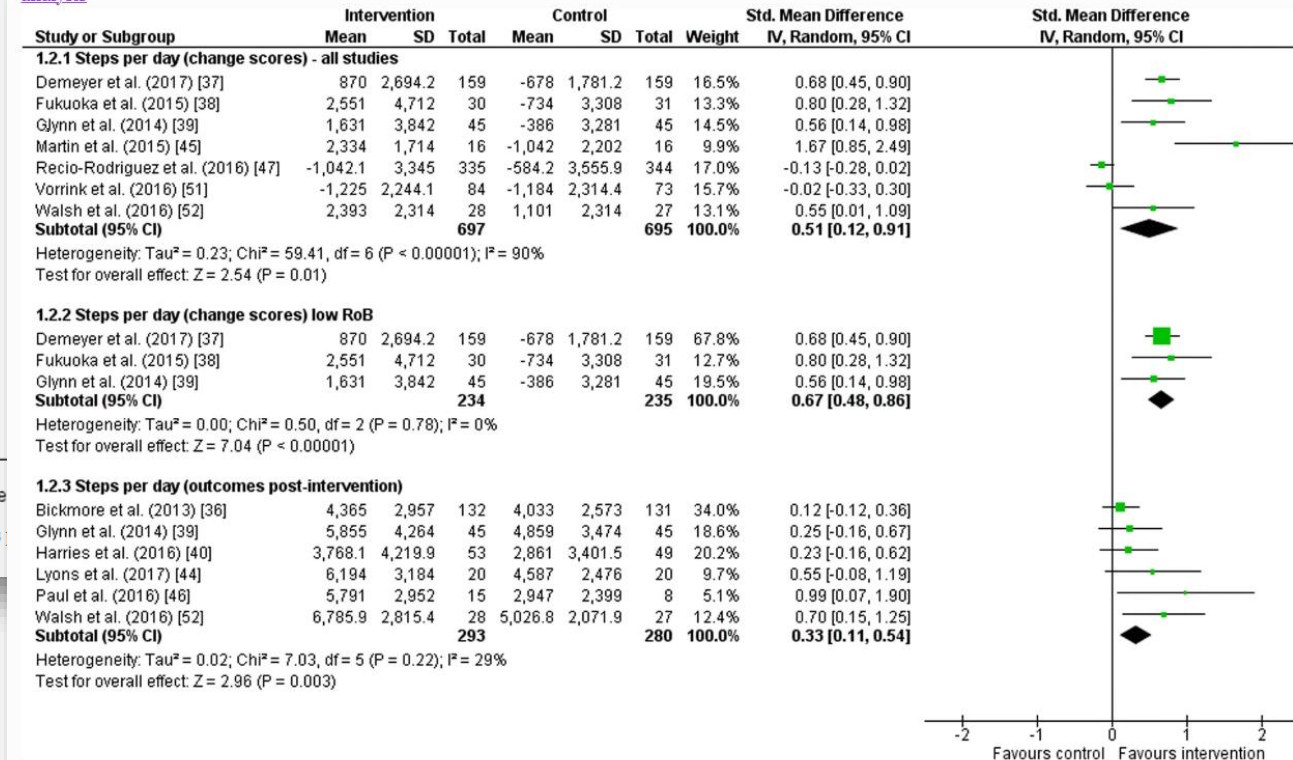 Intervention Control Std. Mean Difference Std. Mean Difference
Study or Subgroup Mean SD Total Mean SD Total Weight IV, Random, 95% CI IV, Random, 95% CI
1.2.1 Steps per day (change scores) - all studies
Demeyer et al. (2017) [37] 870 2,694.2 159 -678 1,781.2 159 16.5% 0.68 [0.45, 0.90]
Fukuoka et al. (2015) [38] 2,551 4,712 30 -734 3,308 31 13.3% 0.80 [0.28, 1.32]
Glynn et al. (2014) [39] 1,631 3,842 45 -386 3,281 45 14.5% 0.56 [0.14, 0.98]
Martin et al. (2015) [45] 2,334 1,714 16 -1,042 2,202 16 9.9% 1.67 [0.85, 2.49]
Recio-Rodriguez et al. (2016) [47] -1,042.1 3,345 335 -584.2 3,555.9 344 17.0% -0.13 [-0.28, 0.02]
Vorrink et al. (2016) [51] -1,225 2,244.1 84 -1,184 2,314.4 73 15.7% -0.02 [-0.33, 0.30]
Walsh et al. (2016) [52] 2,393 2,314 28 1,101 2,314 27 13.1% 0.55 [0.01, 1.09]
Subtotal (95% CI) 697 695 100.0% 0.51 [0.12, 0.91]
Heterogeneity: Tau² = 0.23; Chi² = 59.41, df = 6 (P < 0.00001); I² = 90%
Test for overall effect: Z = 2.54 (P = 0.01)
1.2.2 Steps per day (change scores) low RoB
Demeyer et al. (2017) [37] 870 2,694.2 159 -678 1,781.2 159 67.8% 0.68 [0.45, 0.90]
Fukuoka et al. (2015) [38] 2,551 4,712 30 -734 3,308 31 12.7% 0.80 [0.28, 1.32]
Glynn et al. (2014) [39] 1,631 3,842 45 -386 3,281 45 19.5% 0.56 [0.14, 0.98]
Subtotal (95% CI) 234 235 100.0% 0.67 [0.48, 0.86]
Heterogeneity: Tau² = 0.00; Chi² = 0.50, df = 2 (P = 0.78); I² = 0%
Test for overall effect: Z = 7.04 (P < 0.00001)
1.2.3 Steps per day (outcomes post-intervention)
Bickmore et al. (2013) [36] 4,365 2,957 132 4,033 2,573 131 34.0% 0.12 [-0.12, 0.36]
Glynn et al. (2014) [39] 5,855 4,264 45 4,859 3,474 45 18.6% 0.25 [-0.16, 0.67]
Harries et al. (2016) [40] 3,768.1 4,219.9 53 2,861 3,401.5 49 20.2% 0.23 [-0.16, 0.62]
Lyons et al. (2017) [44] 6,194 3,184 20 4,587 2,476 20 9.7% 0.55 [-0.08, 1.19]
Paul et al. (2016) [46] 5,791 2,952 15 2,947 2,399 8 5.1% 0.99 [0.07, 1.90]
Walsh et al. (2016) [52] 6,785.9 2,815.4 28 5,026.8 2,071.9 27 12.4% 0.70 [0.15, 1.25]
Subtotal (95% CI) 293 280 100.0% 0.33 [0.11, 0.54]
Heterogeneity: Tau² = 0.02; Chi² = 7.03, df = 5 (P = 0.22); I² = 29%
Test for overall effect: Z = 2.96 (P = 0.003)
-2 -1 0 1 2
Favours control Favours intervention